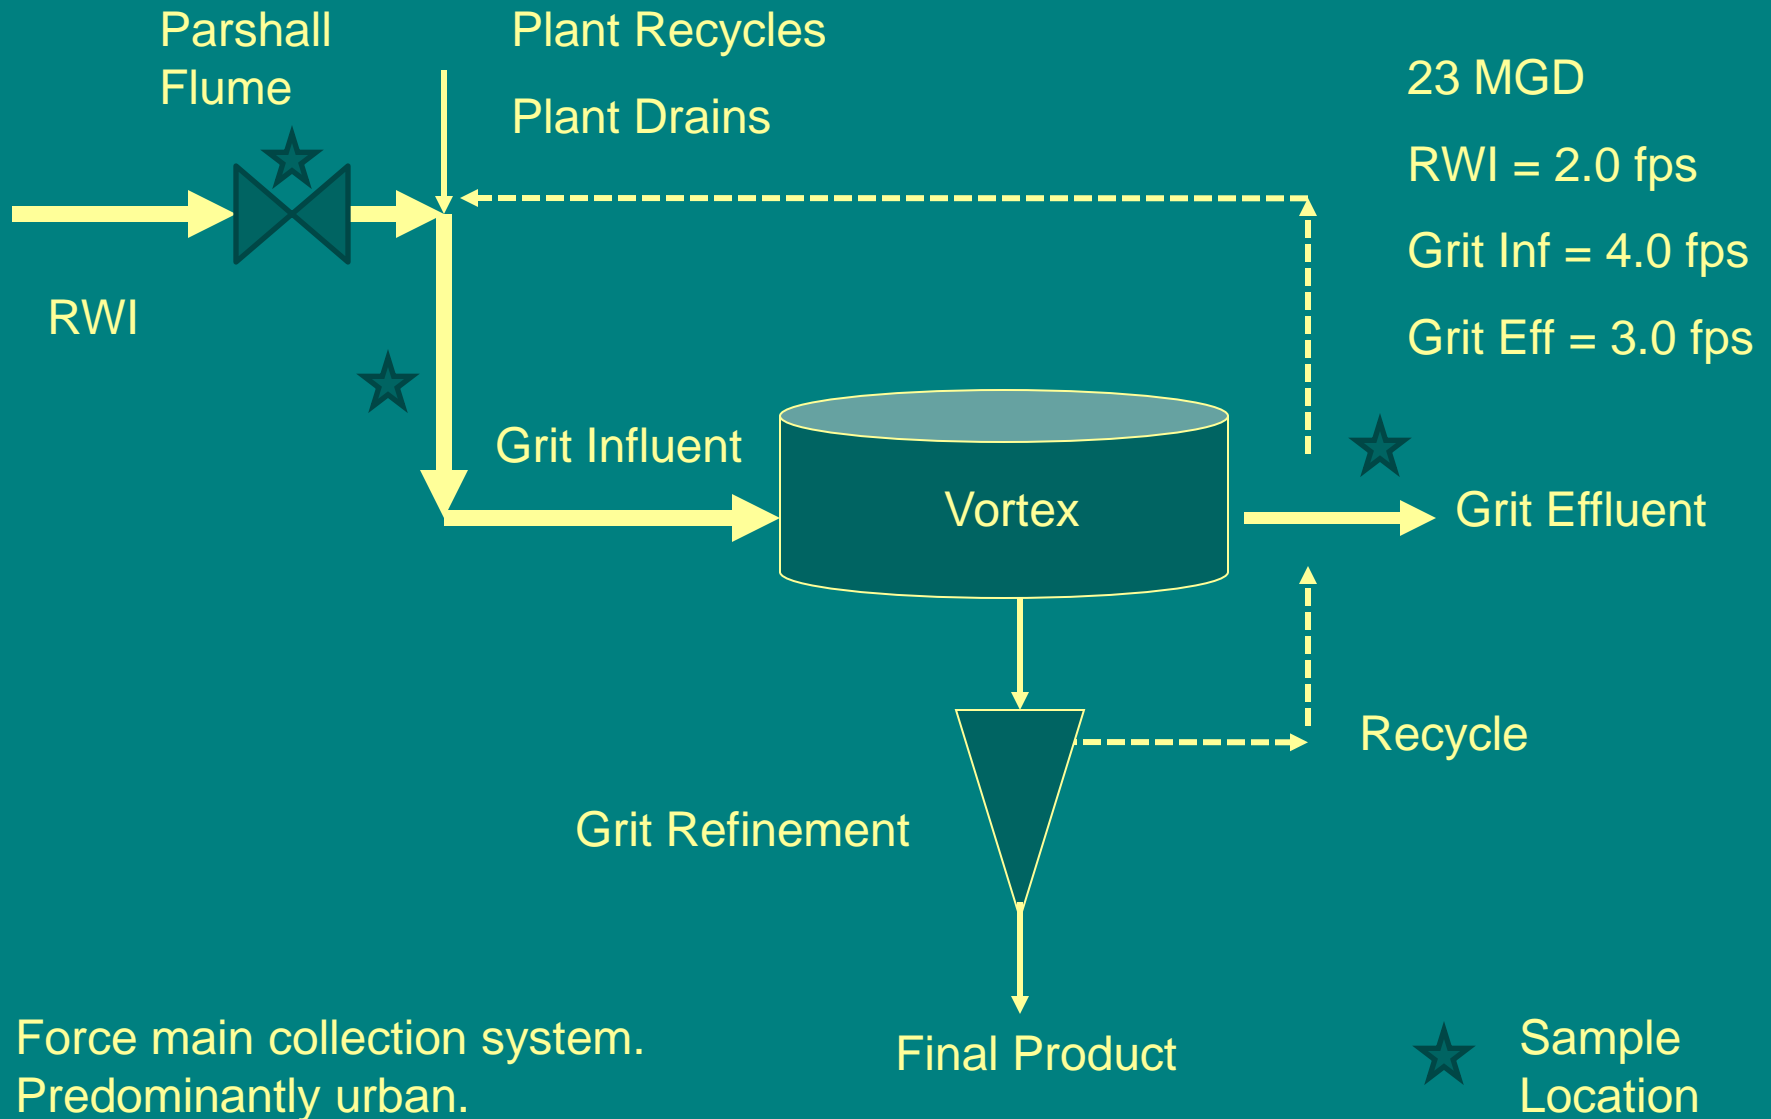 Parshall
Flume
Plant Recycles
Plant Drains
23 MGD
RWI = 2.0 fps
Grit Inf = 4.0 fps
Grit Eff = 3.0 fps
RWI
Grit Influent
Vortex
Grit Effluent
Recycle
Grit Refinement
Final Product
Force main collection system.
Predominantly urban.
Sample
Location